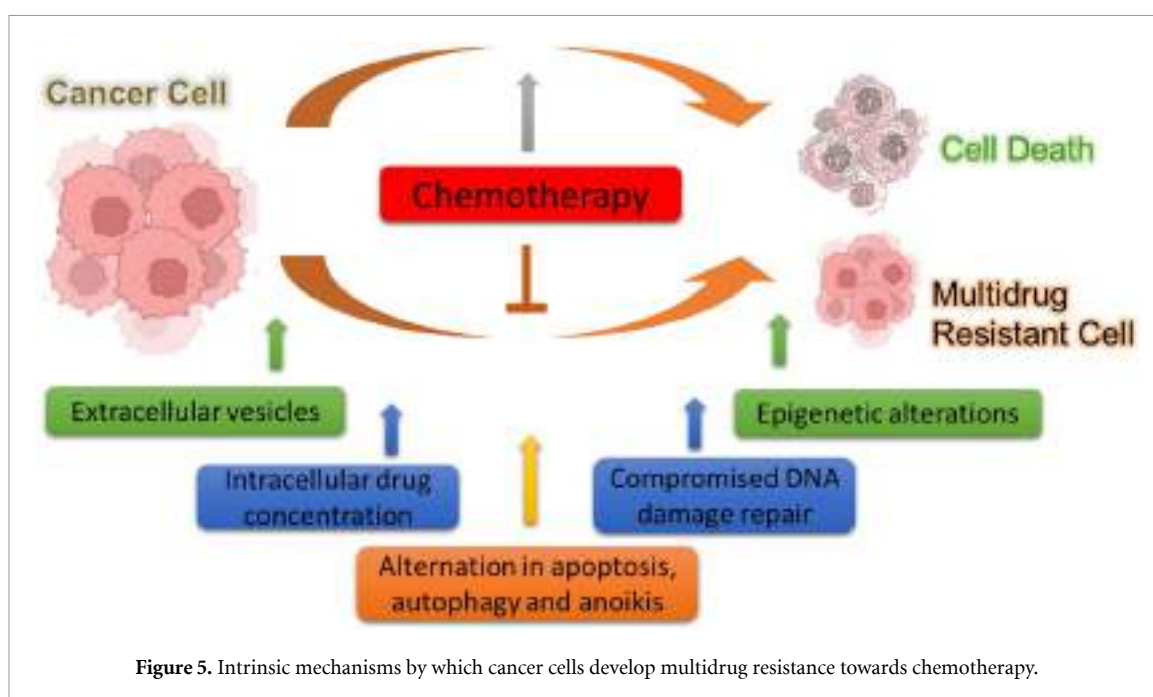 Cancer Cell
Chemotherapy
Cell Death
Multidrug
Resistant Cell
Extracellular vesicles
Epigenetic alterations
Intracellular drug
concentration
Compromised DNA
damage repair
Alternation in apoptosis,
autophagy and anoikis
Figure 5. Intrinsic mechanisms by which cancer cells develop multidrug resistance towards chemotherapy.